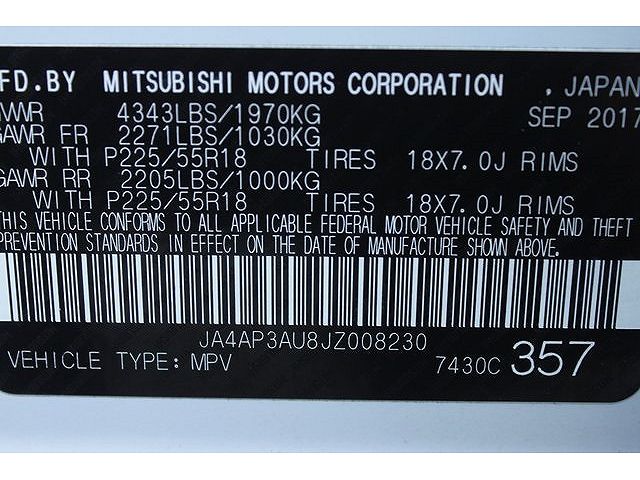 MFD.BY MITSUBISHI MOTORS CORPORATION , JAPAN
GVWR 4343LBS/1970KG SEP 2017
GAWR FR 2271LBS/1030KG
WITH P225/55R18 TIRES 18X7.0J RIMS
GAWR RR 2205LBS/1000KG
WITH P225/55R18 TIRES 18X7.0J RIMS
THIS VEHICLE CONFORMS TO ALL APPLICABLE FEDERAL MOTOR VEHICLE SAFETY AND THEFT
PREVENTION STANDARDS IN EFFECT ON THE DATE OF MANUFACTURE SHOWN ABOVE.
JA4AP3AU8JZ008230
VEHICLE TYPE: MPV 7430C 357